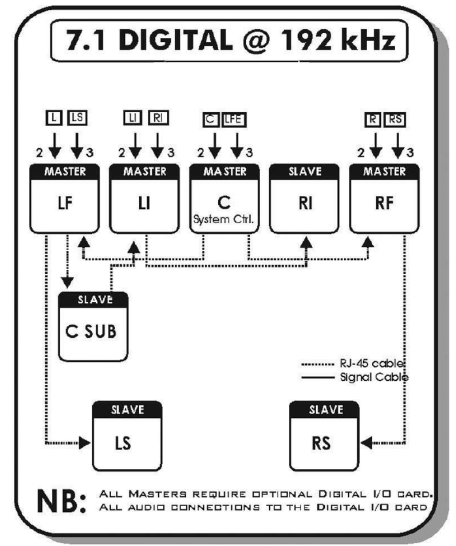 7.1 DIGITAL @ 192 kHz
L LS LI RI C LFE R RS
2 3 2 3 2 3 2 3
MASTER MASTER MASTER SLAVE MASTER
LF LI C RI RF
System Ctrl.
SLAVE
C SUB
RJ-45 cable
Signal Cable
SLAVE SLAVE
LS RS
NB: ALL MASTERS REQUIRE OPTIONAL DIGITAL I/O CARD.
ALL AUDIO CONNECTIONS TO THE DIGITAL I/O CARD